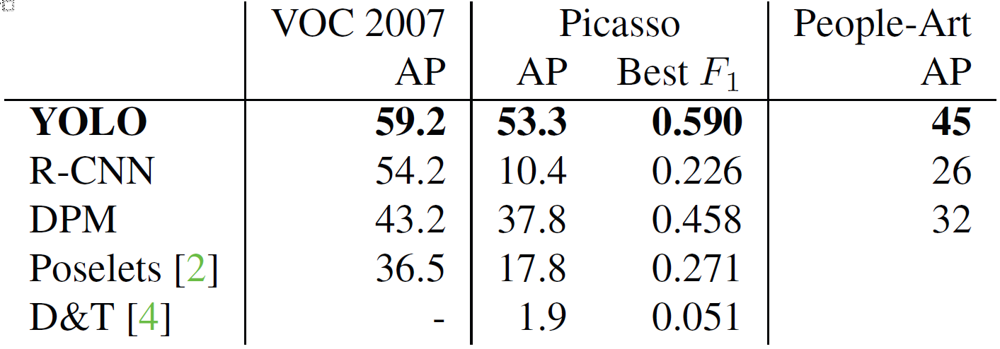 VOC 2007 Picasso People-Art
AP AP Best F1 AP
YOLO 59.2 53.3 0.590 45
R-CNN 54.2 10.4 0.226 26
DPM 43.2 37.8 0.458 32
Poselets [2] 36.5 17.8 0.271
D&T [4] - 1.9 0.051